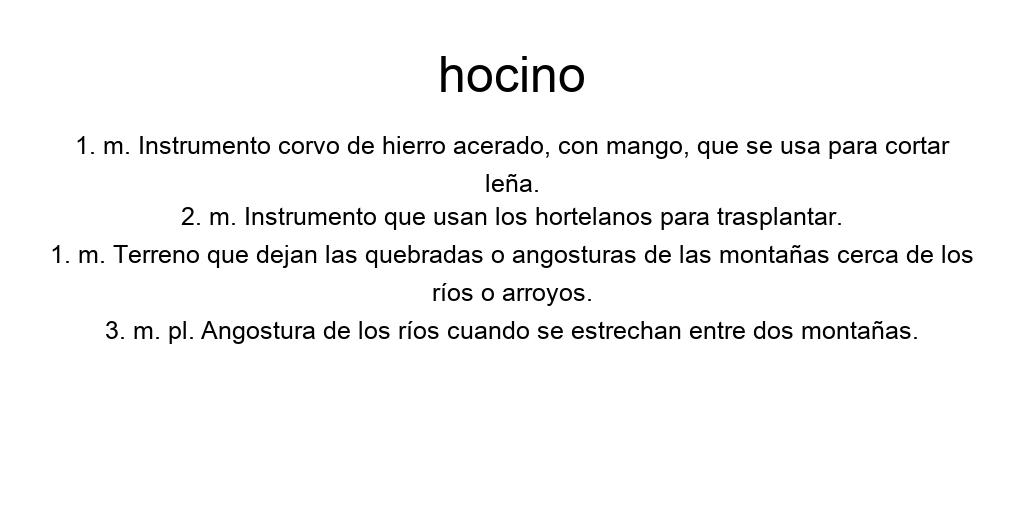 hocino
1. m. Instrumento corvo de hierro acerado, con mango, que se usa para cortar
leña.
2. m. Instrumento que usan los hortelanos para trasplantar.
1. m. Terreno que dejan las quebradas o angosturas de las montañas cerca de los
ríos o arroyos.
3. m. pl. Angostura de los ríos cuando se estrechan entre dos montañas.